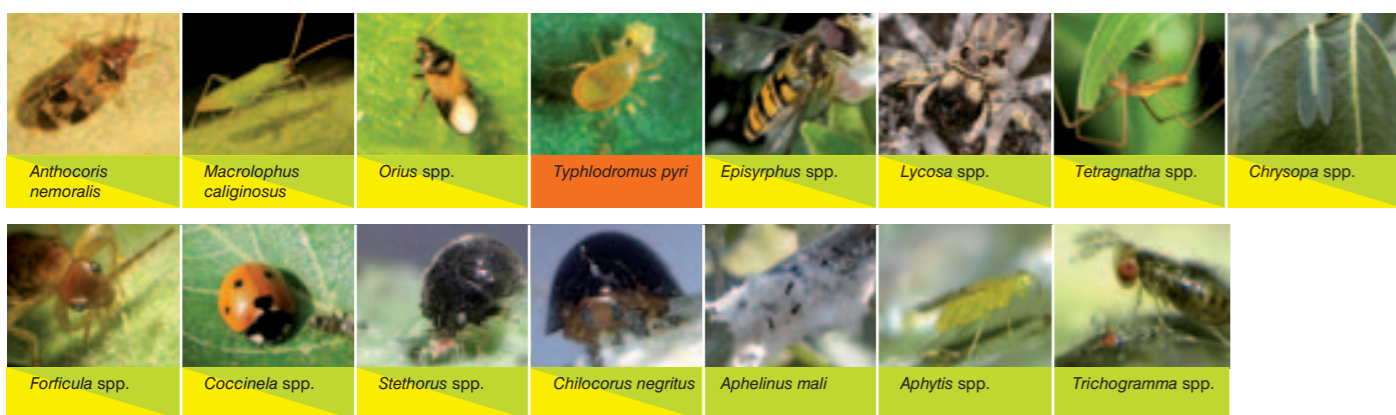 Anthocoris nemoralis
Macrolophus caliginosus
Orius spp.
Typhlodromus pyri
Episyrphus spp.
Lycosa spp.
Tetragnatha spp.
Chrysopa spp.
Forficula spp.
Coccinela spp.
Stethorus spp.
Chilocorus negritus
Aphelinus mali
Aphytis spp.
Trichogramma spp.